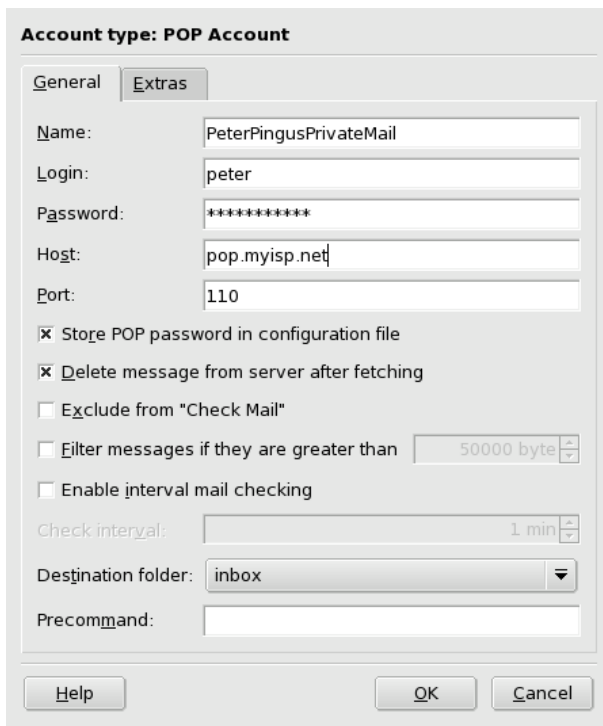 Account type: POP Account
General Extras
Name: PeterPingusPrivateMail
Login: peter
Password: ***********
Host: pop.myisp.net
Port: 110
Store POP password in configuration file
Delete message from server after fetching
Exclude from "Check Mail"
Filter messages if they are greater than 50000 byte
Enable interval mail checking
Check interval: 1 min
Destination folder: inbox
Precommand:
Help OK Cancel